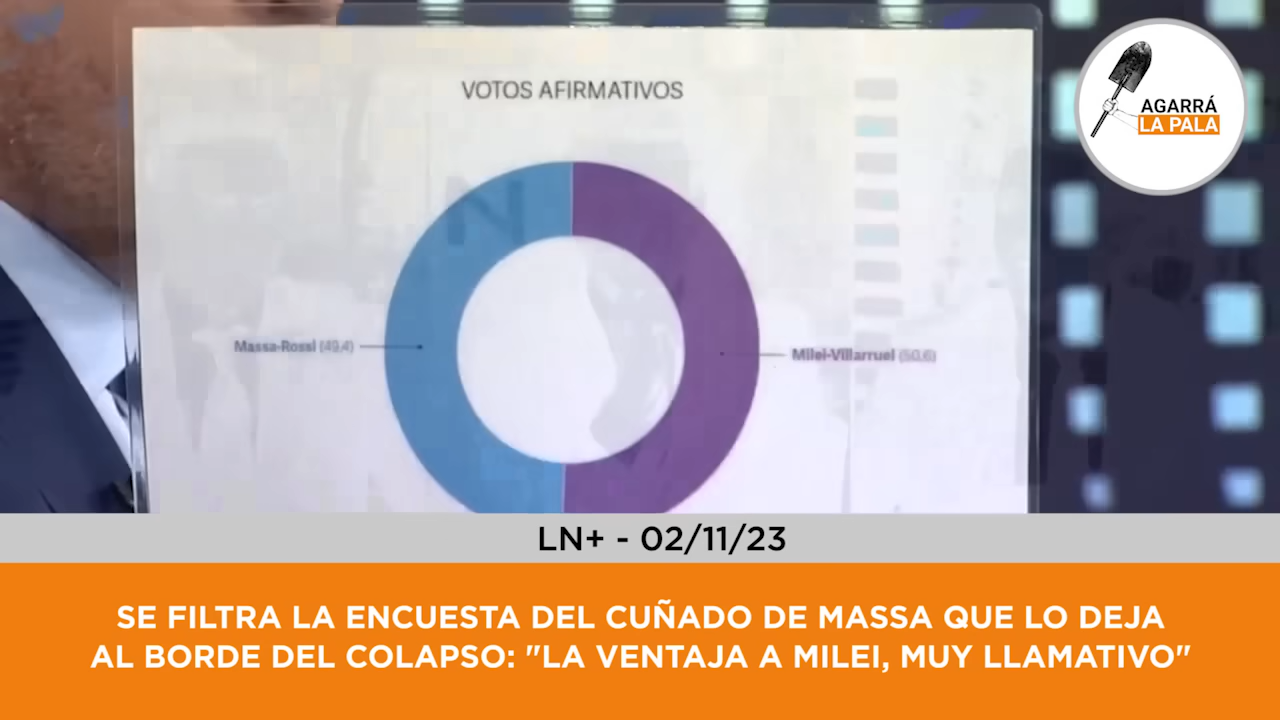 VOTOS AFIRMATIVOS
AGARRÁ
LA PALA
Massa-Rossi (49,4)
Milei-Villarruel (50,6)
LN+ - 02/11/23
SE FILTRA LA ENCUESTA DEL CUÑADO DE MASSA QUE LO DEJA
AL BORDE DEL COLAPSO: "LA VENTAJA A MILEI, MUY LLAMATIVO"